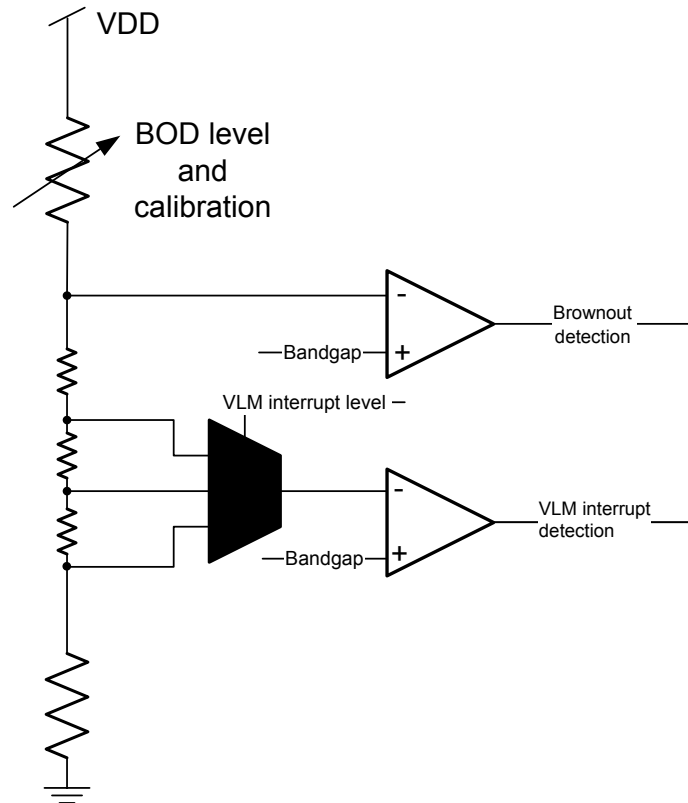 VDD
BOD level
and
calibration
-
Brownout
detection
Bandgap
+
VLM interrupt level
-
VLM interrupt
detection
Bandgap
+